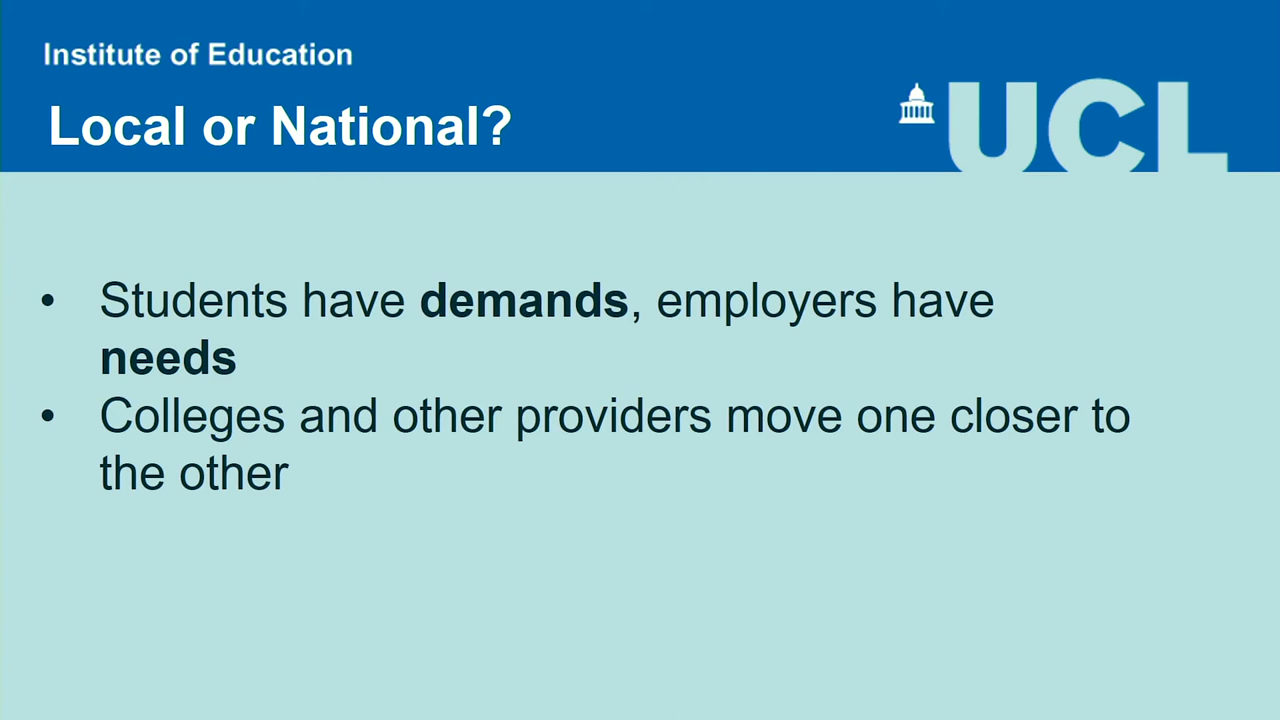 Institute of Education
Local or National?
UCL
• Students have demands, employers have
needs
• Colleges and other providers move one closer to
the other